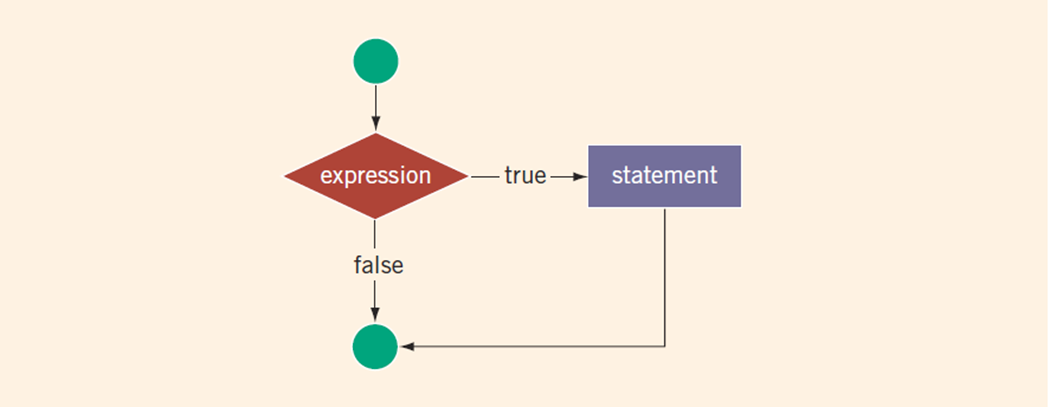 expression
true
statement
false